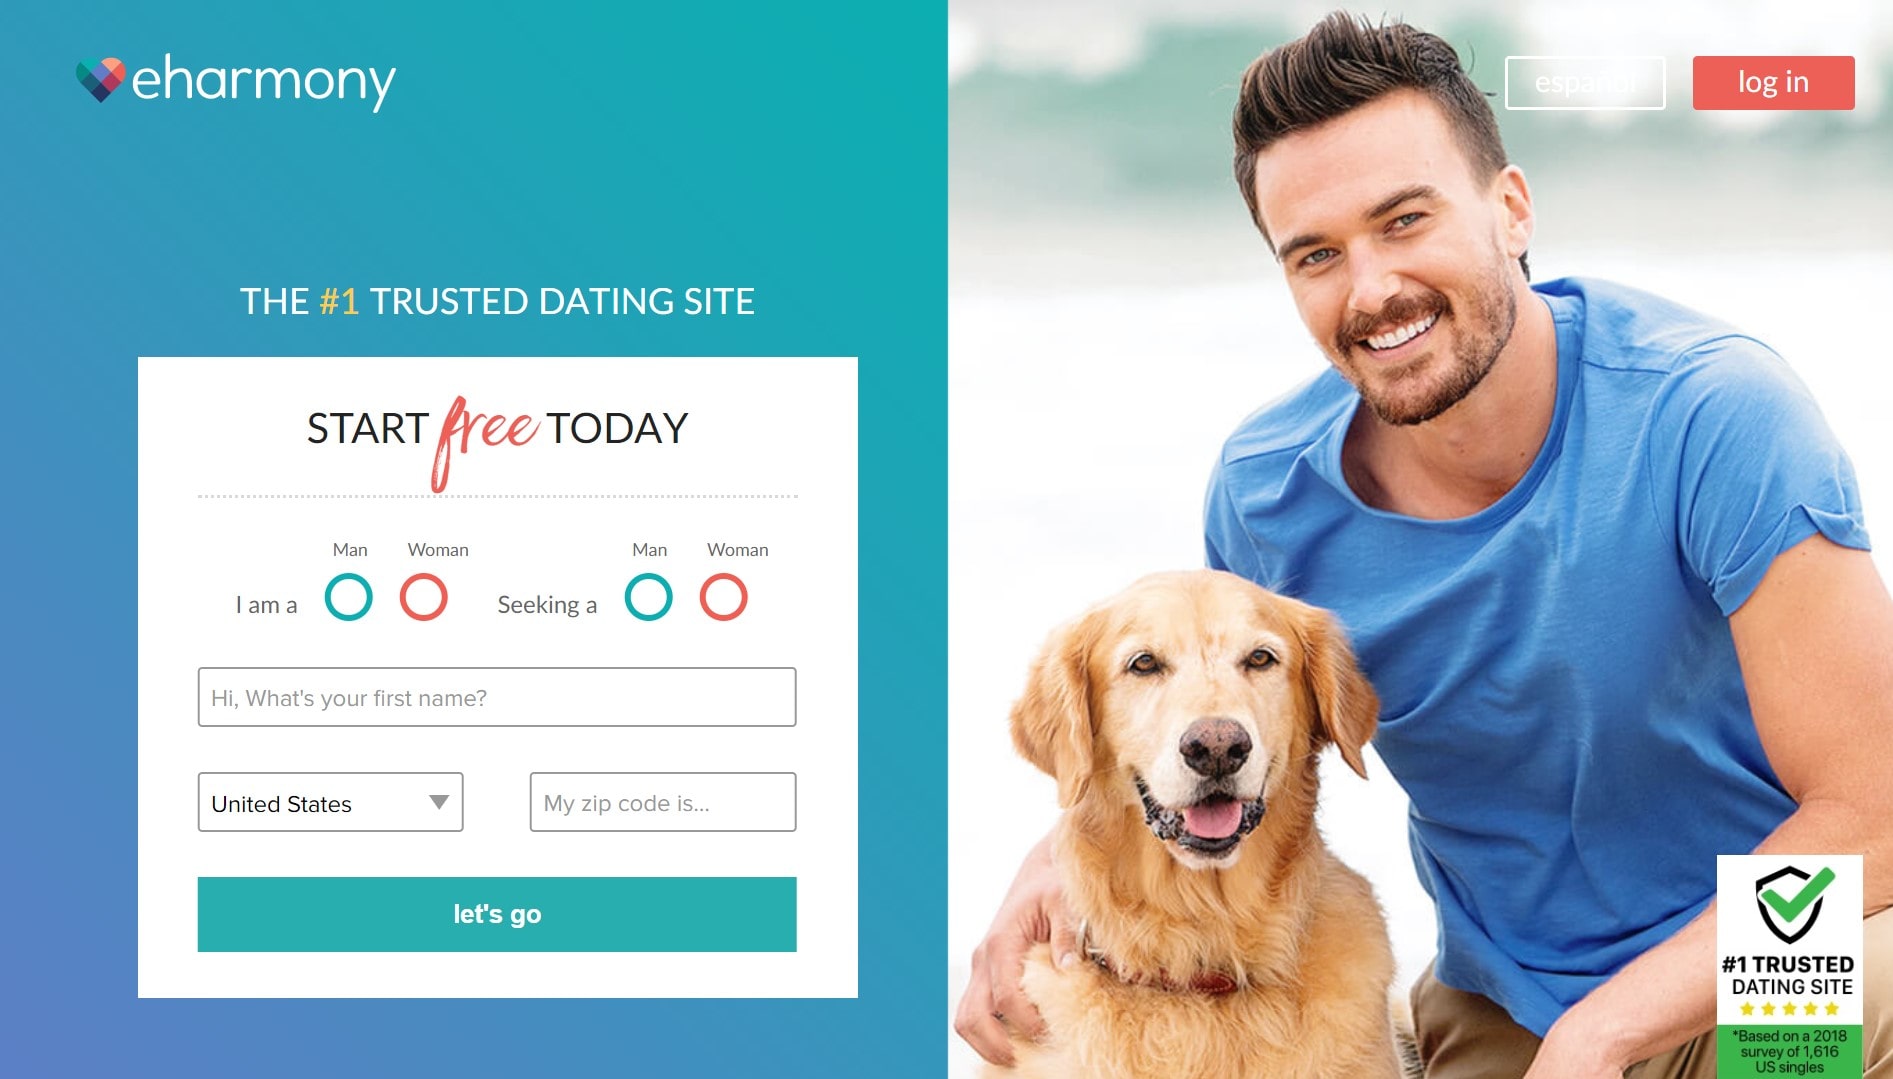 eharmony
español
log in
THE #1 TRUSTED DATING SITE
START free TODAY
Man
Woman
Man
Woman
I am a
Seeking a
Hi, What's your first name?
United States
My zip code is...
let's go
#1 TRUSTED
DATING SITE
*Based on a 2018
survey of 1,616
US singles